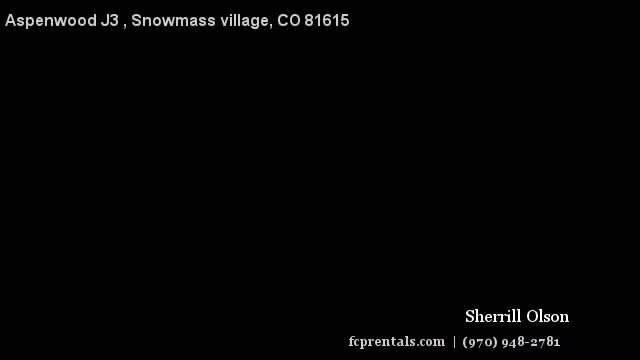 Aspenwood J3 , Snowmass village, CO 81615
Sherrill Olson
fcprentals.com | (970) 948-2781